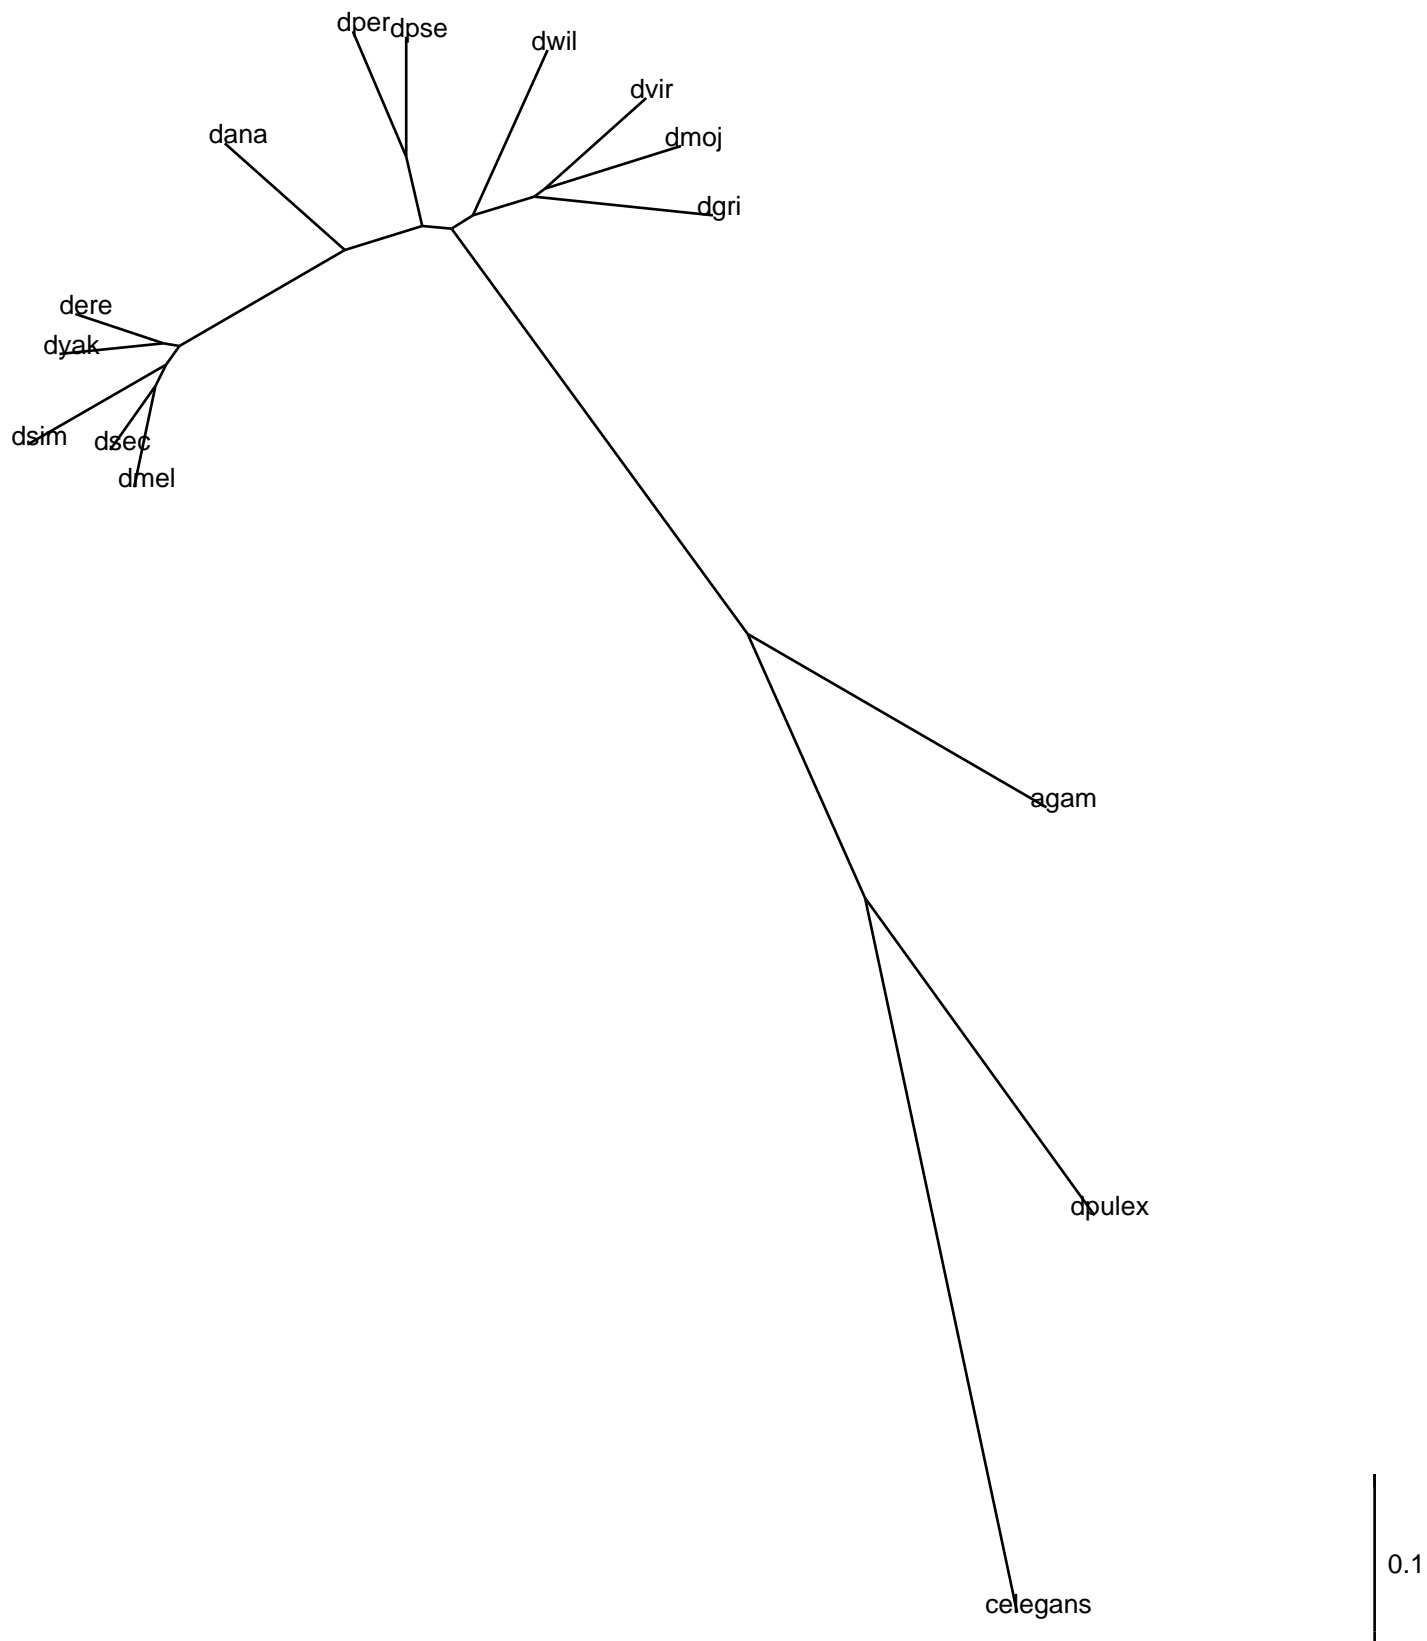 dper
dpse
dwil
dvir
dana
dmoj
dgri
dere
dyak
dsim
dsec
dmel
agam
dpulex
0.1
celegans